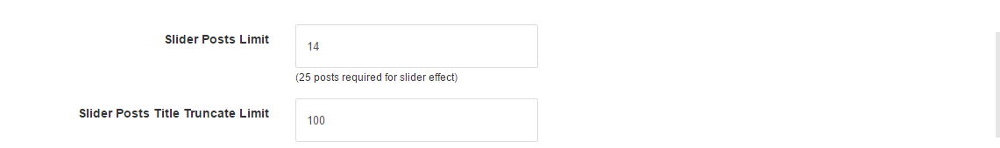 Slider Posts Limit
14
(25 posts required for slider effect)
Slider Posts Title Truncate Limit
100